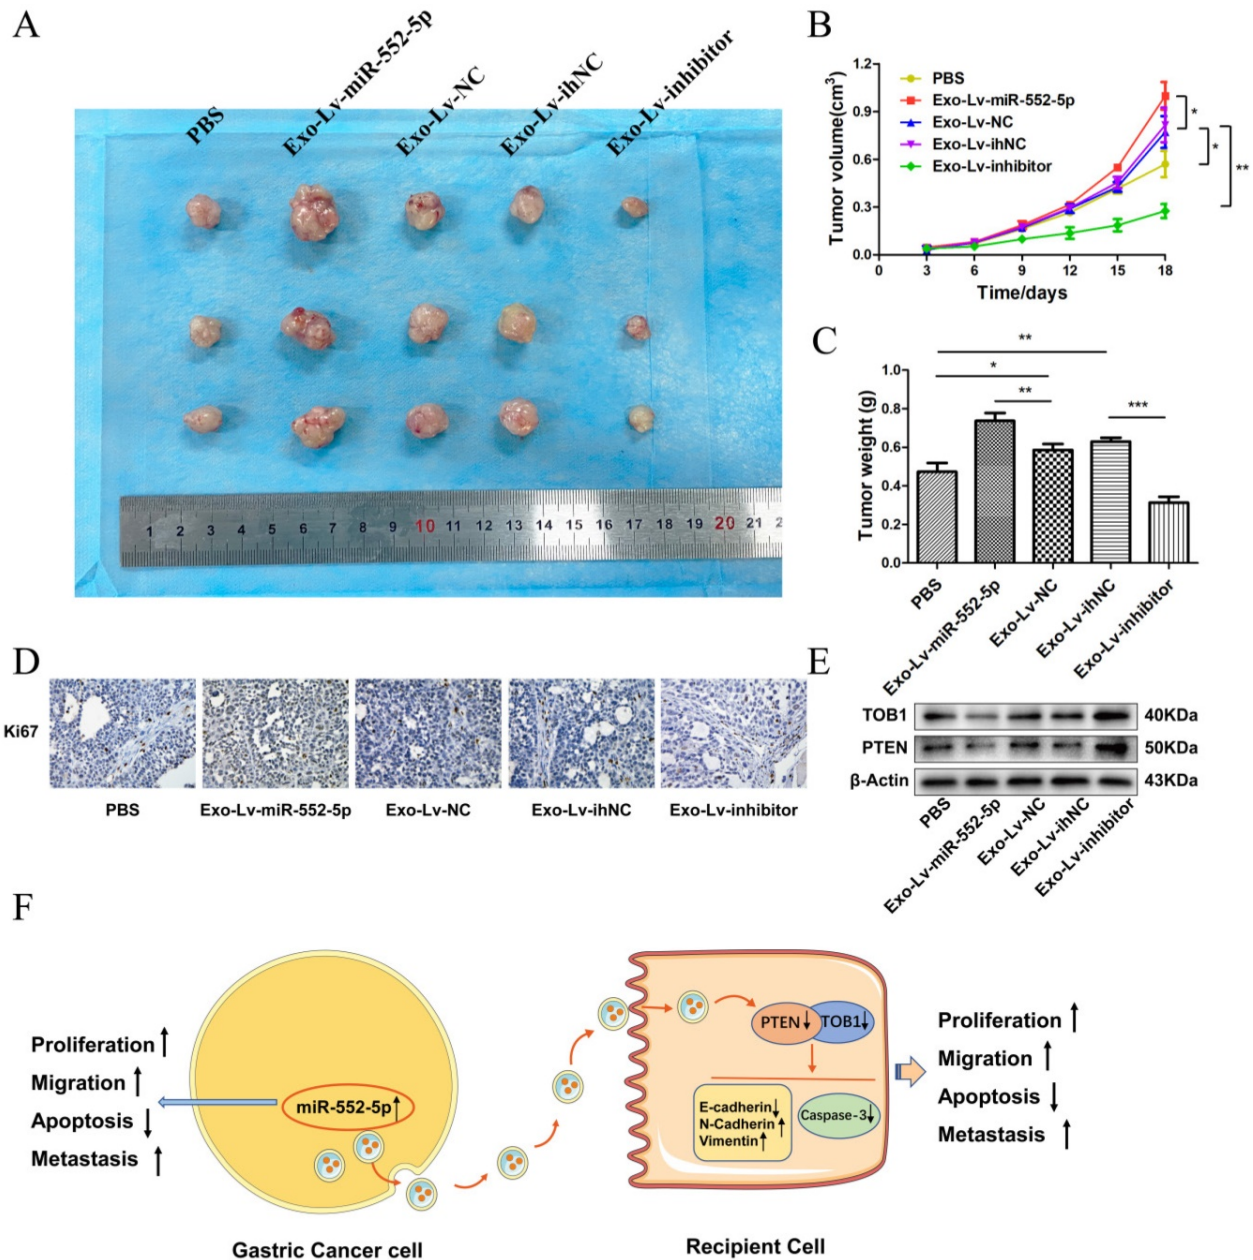 A
PBS
Exo-Lv-miR-552-5p
Exo-Lv-NC
Exo-Lv-ihNC
Exo-Lv-inhibitor
1 2 3 4 5 6 7 8 9 10 11 12 13 14 15 16 17 18 19 20 21 2
B
Tumor volume(cm³)
1.2
0.9
0.6
0.3
0.0
0 3 6 9 12 15 18
Time/days
PBS
Exo-Lv-miR-552-5p
Exo-Lv-NC
Exo-Lv-ihNC
Exo-Lv-inhibitor
*
*
**
C
Tumor weight (g)
1.0
0.8
0.6
0.4
0.2
0.0
**
*
**
***
PBS
Exo-Lv-miR-552-5p
Exo-Lv-NC
Exo-Lv-ihNC
Exo-Lv-inhibitor
D
Ki67
PBS
Exo-Lv-miR-552-5p
Exo-Lv-NC
Exo-Lv-ihNC
Exo-Lv-inhibitor
E
TOB1 40KDa
PTEN 50KDa
β-Actin 43KDa
PBS
Exo-Lv-miR-552-5p
Exo-Lv-NC
Exo-Lv-ihNC
Exo-Lv-inhibitor
F
Proliferation ↑
Migration ↑
Apoptosis ↓
Metastasis ↑
miR-552-5p↑
Gastric Cancer cell
PTEN↓ TOB1↓
E-cadherin↓
N-Cadherin↑
Vimentin↑
Caspase-3↓
Recipient Cell
Proliferation ↑
Migration ↑
Apoptosis ↓
Metastasis ↑